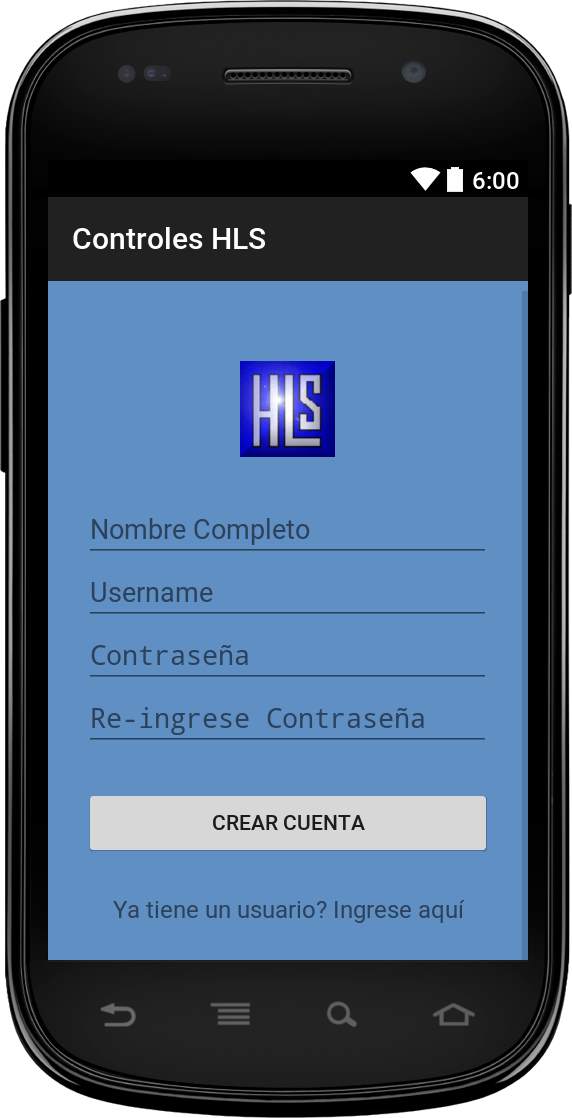 6:00
Controles HLS
HLS
Nombre Completo
Username
Contraseña
Re-ingrese Contraseña
CREAR CUENTA
Ya tiene un usuario? Ingrese aquí